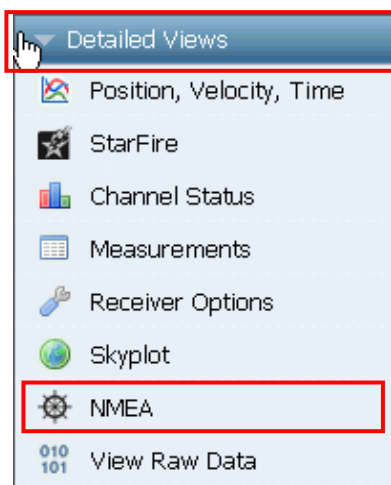 Detailed Views
Position, Velocity, Time
StarFire
Channel Status
Measurements
Receiver Options
Skyplot
NMEA
010
101
View Raw Data